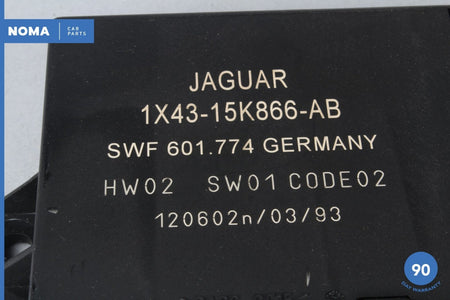 NOMA CAR PARTS
JAGUAR
1X43-15K866-AB
SWF 601.774 GERMANY
HW02 SW01 CODE02
120602n/03/93
90
DAY WARRANTY